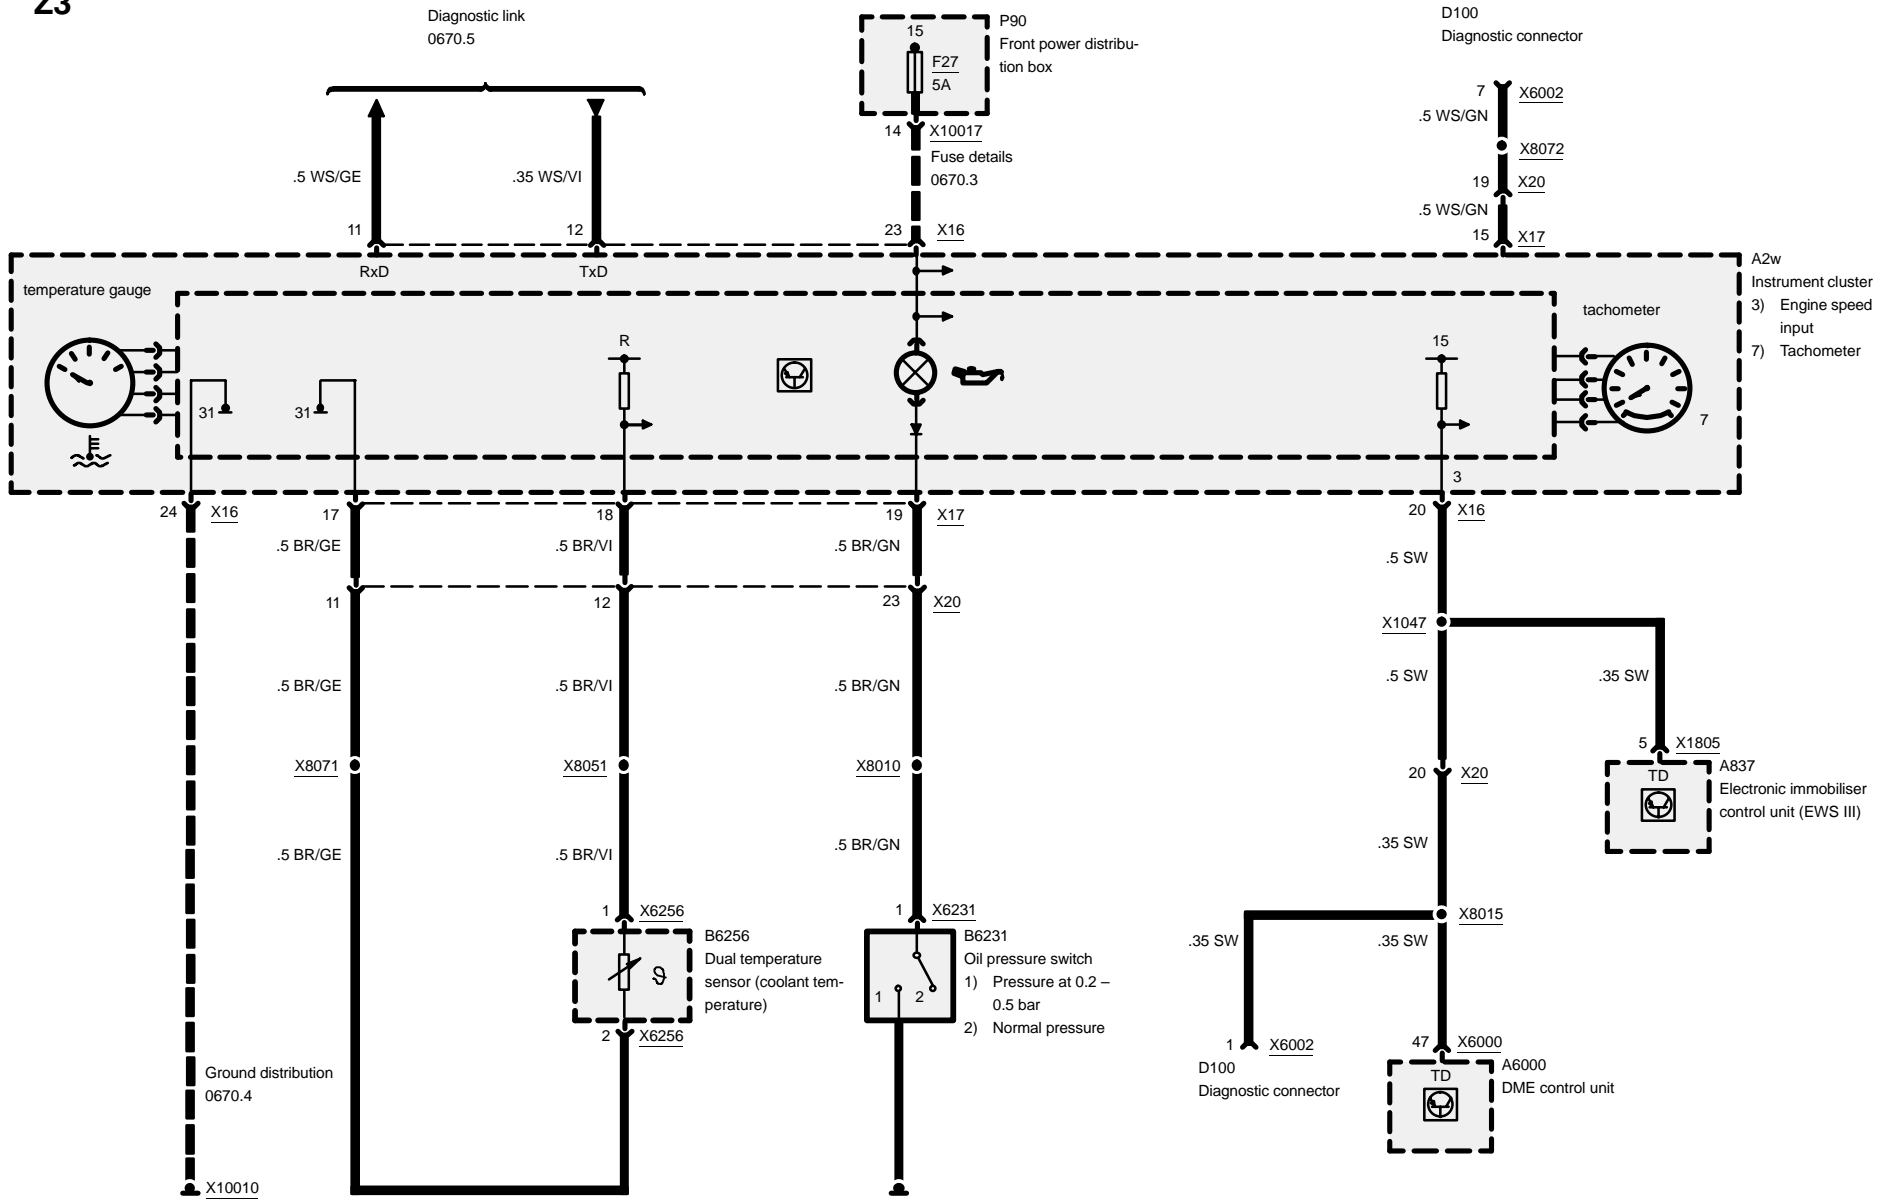 Z3
Diagnostic link
0670.5
P90
Front power distribu-
tion box
15
F27
5A
D100
Diagnostic connector
7 X6002
.5 WS/GN
X8072
19 X20
.5 WS/GN
15 X17
14 X10017
Fuse details
0670.3
.5 WS/GE
.35 WS/VI
11
12
23 X16
RxD
TxD
A2w
Instrument cluster
3) Engine speed
input
7) Tachometer
temperature gauge
tachometer
31
31
R
15
7
3
24 X16
17
18
19 X17
20 X16
.5 BR/GE
.5 BR/VI
.5 BR/GN
.5 SW
11
12
23 X20
X1047
.5 BR/GE
.5 BR/VI
.5 BR/GN
.5 SW
.35 SW
X8071
X8051
X8010
20 X20
5 X1805
TD
A837
Electronic immobiliser
control unit (EWS III)
.5 BR/GE
.5 BR/VI
.5 BR/GN
.35 SW
1 X6256
1 X6231
X8015
B6256
Dual temperature
sensor (coolant tem-
perature)
ϑ
2 X6256
B6231
Oil pressure switch
1) Pressure at 0.2 –
0.5 bar
2) Normal pressure
1
2
.35 SW
.35 SW
1 X6002
D100
Diagnostic connector
47 X6000
TD
A6000
DME control unit
Ground distribution
0670.4
X10010